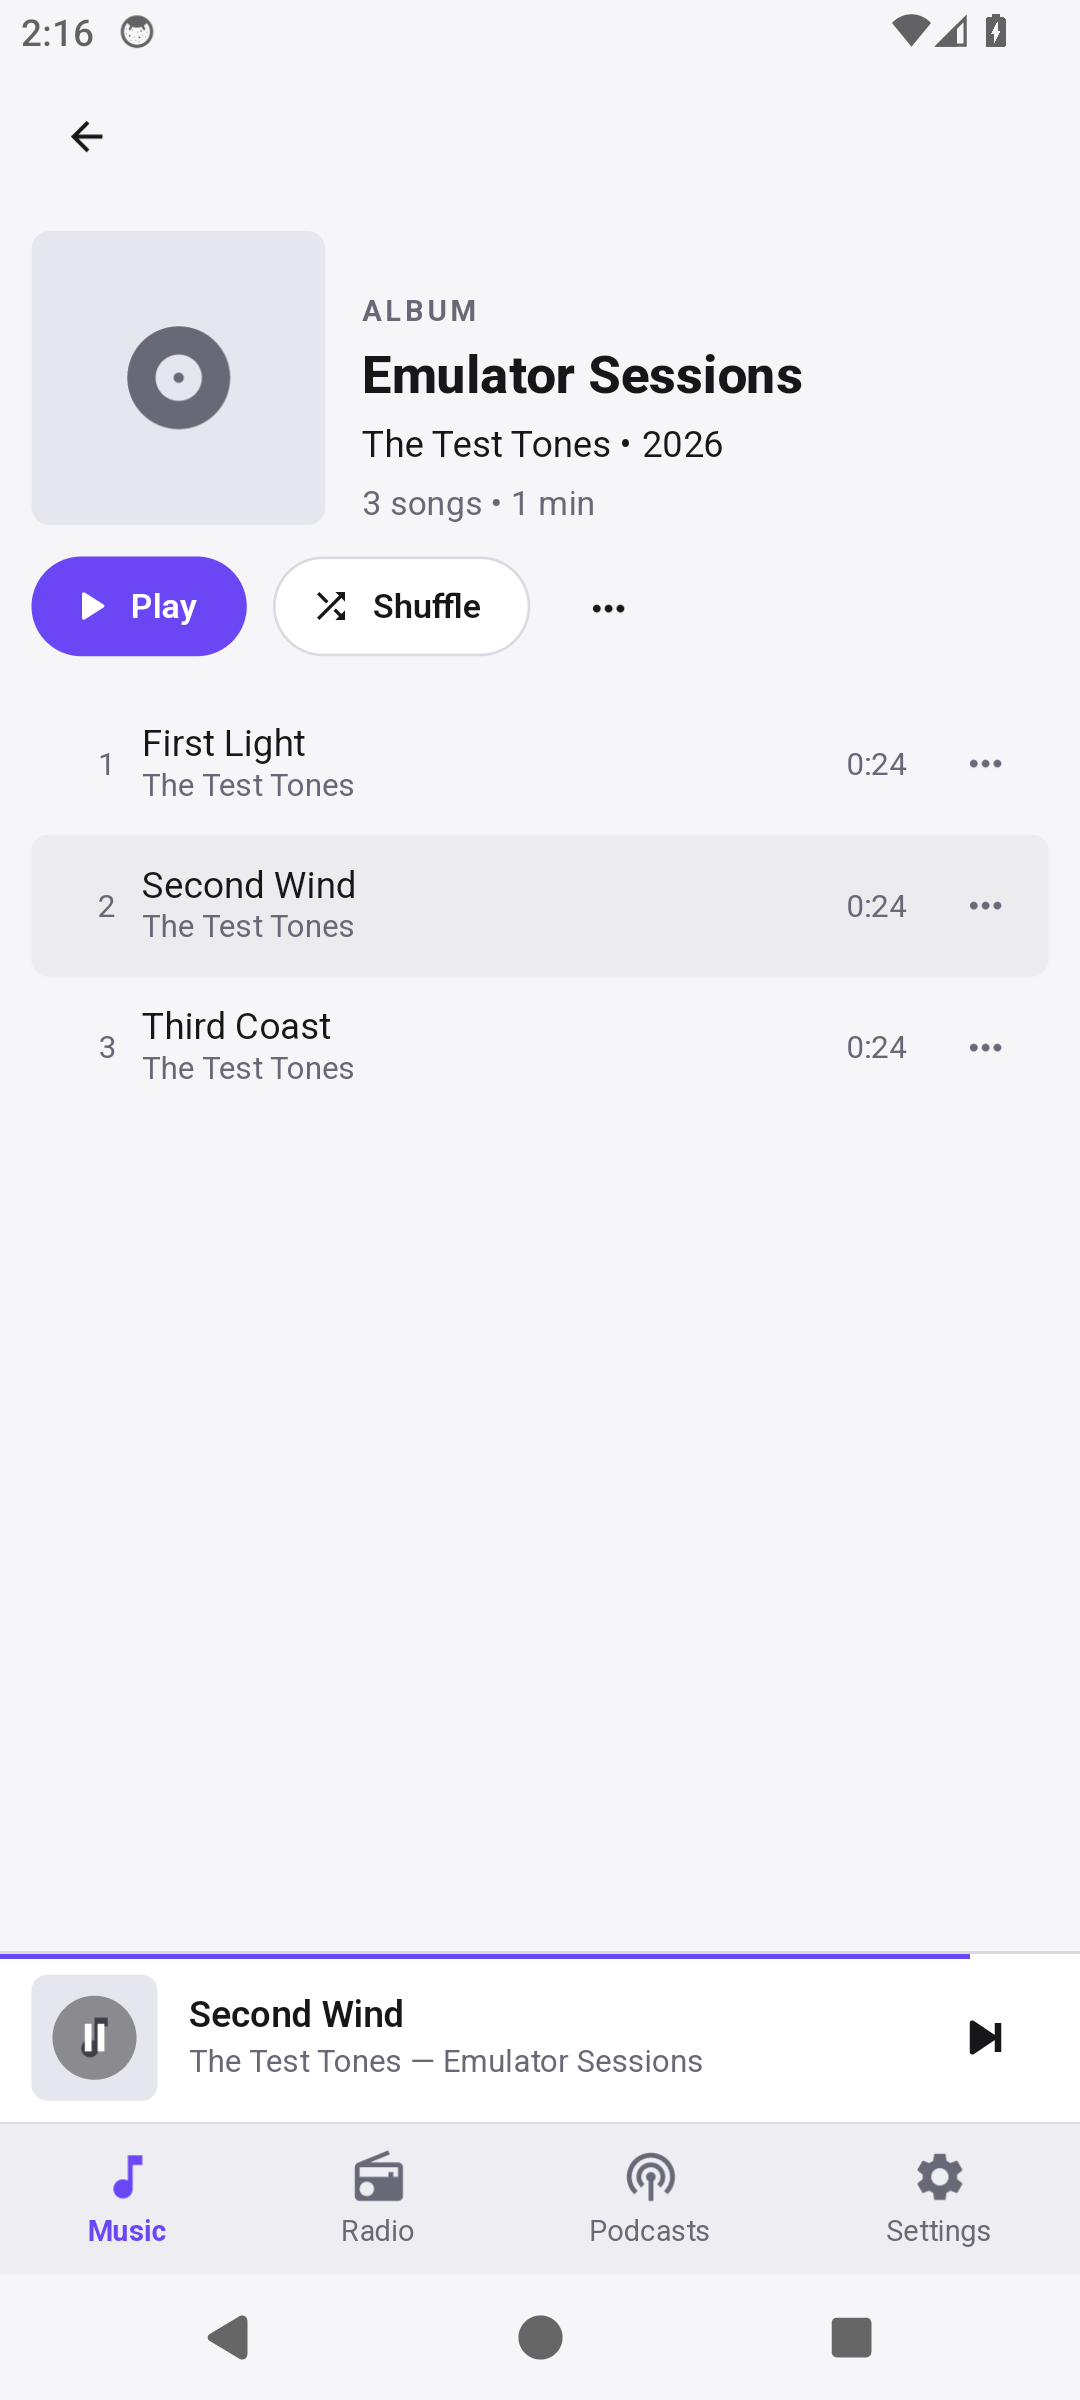 2:16
ALBUM
Emulator Sessions
The Test Tones • 2026
3 songs • 1 min
Play
Shuffle
1
First Light
The Test Tones
0:24
2
Second Wind
The Test Tones
0:24
3
Third Coast
The Test Tones
0:24
Second Wind
The Test Tones — Emulator Sessions
Music
Radio
Podcasts
Settings